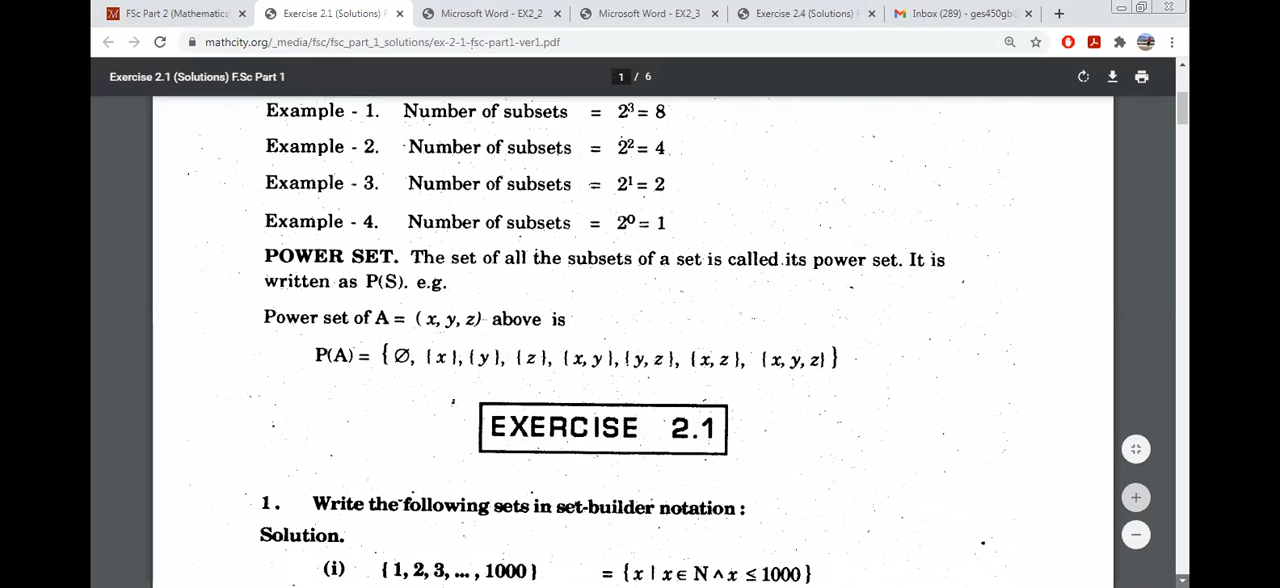 FSc Part 2 (Mathematics
Exercise 2.1 (Solutions) F
Microsoft Word - EX2_2
Microsoft Word - EX2_3
Exercise 2.4 (Solutions)
Inbox (289) - ges450gb
mathcity.org/_media/fsc/fsc_part_1_solutions/ex-2-1-fsc-part1-ver1.pdf
Exercise 2.1 (Solutions) F.Sc Part 1
1 / 6
Example - 1. Number of subsets = 2³ = 8
Example - 2. Number of subsets = 2² = 4
Example - 3. Number of subsets = 2¹ = 2
Example - 4. Number of subsets = 2⁰ = 1
POWER SET. The set of all the subsets of a set is called its power set. It is
written as P(S). e.g.
Power set of A = (x, y, z) above is
P(A) = {∅, {x}, {y}, {z}, {x, y}, {y, z}, {x, z}, {x, y, z}}
EXERCISE 2.1
1. Write the following sets in set-builder notation :
Solution.
(i) {1, 2, 3, ..., 1000} = {x | x ∈ N ∧ x ≤ 1000}